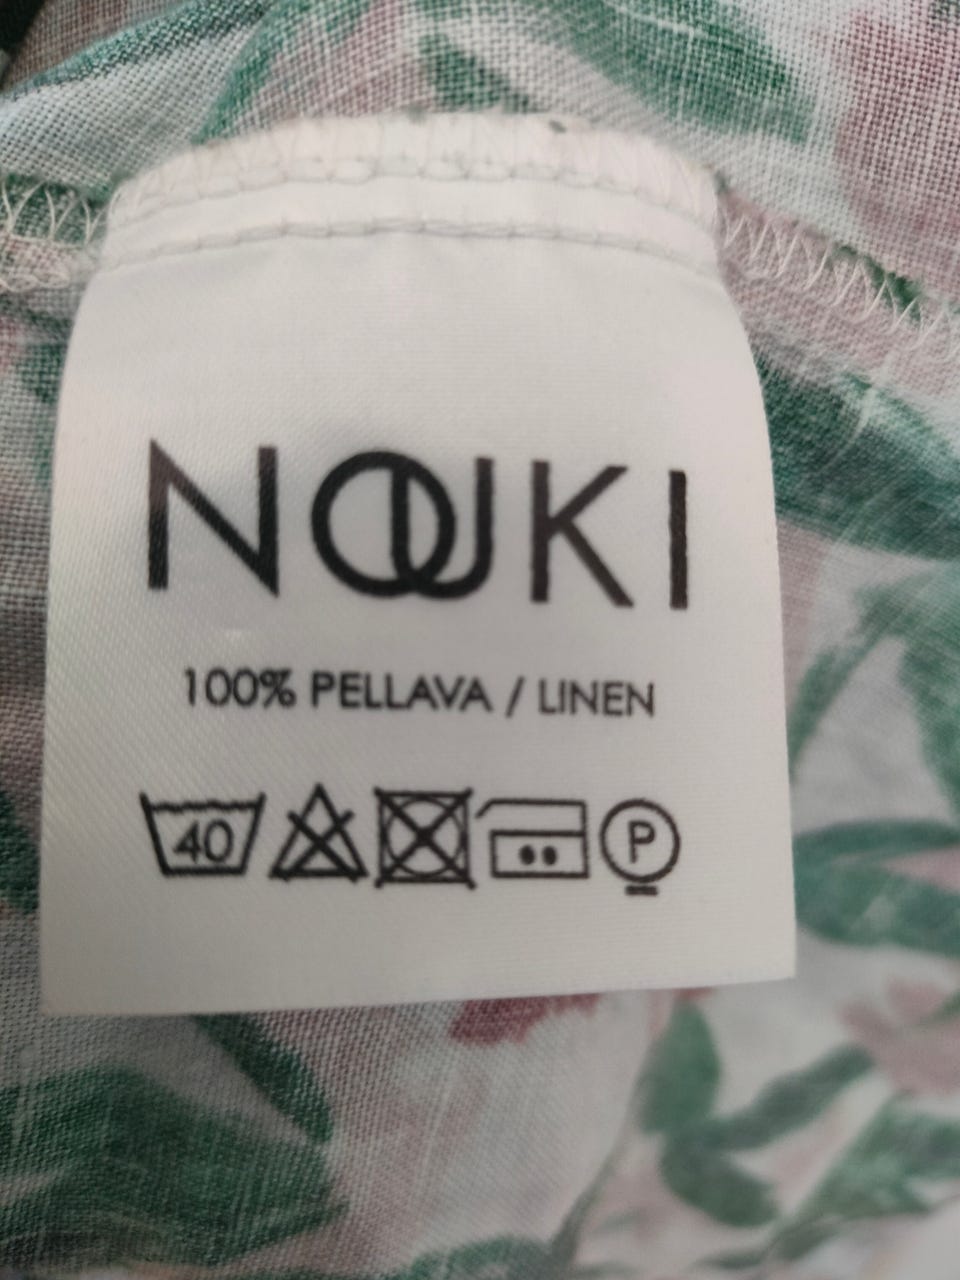 NOUKI
100% PELLAVA / LINEN
40 P